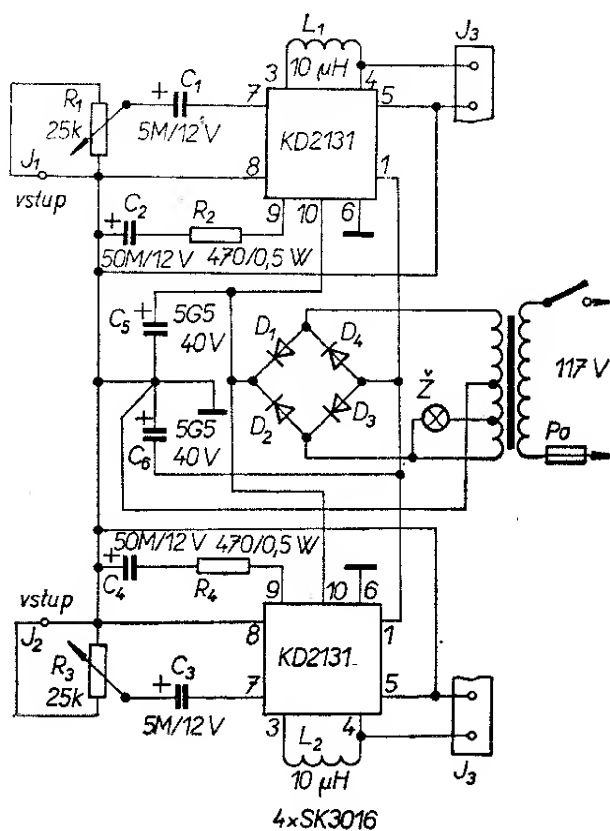 L1
10 µH
J3
3
4
R1
25k
+ C1
5M/12 V
7
KD2131
5
J1
vstup
8
1
9
10
6
+ C2
R2
50M/12 V
470/0,5 W
C5
+
5G5
40V
D1
D4
D2
D3
Ž
117 V
Po
+
C6
5G5
40V
50M/12V
470/0,5 W
+
C4
R4
9
10
6
vstup
J2
8
KD2131
1
R3
25k
+ C3
5M/12V
7
5
3
L2
4
10 µH
J3
4xSK3016